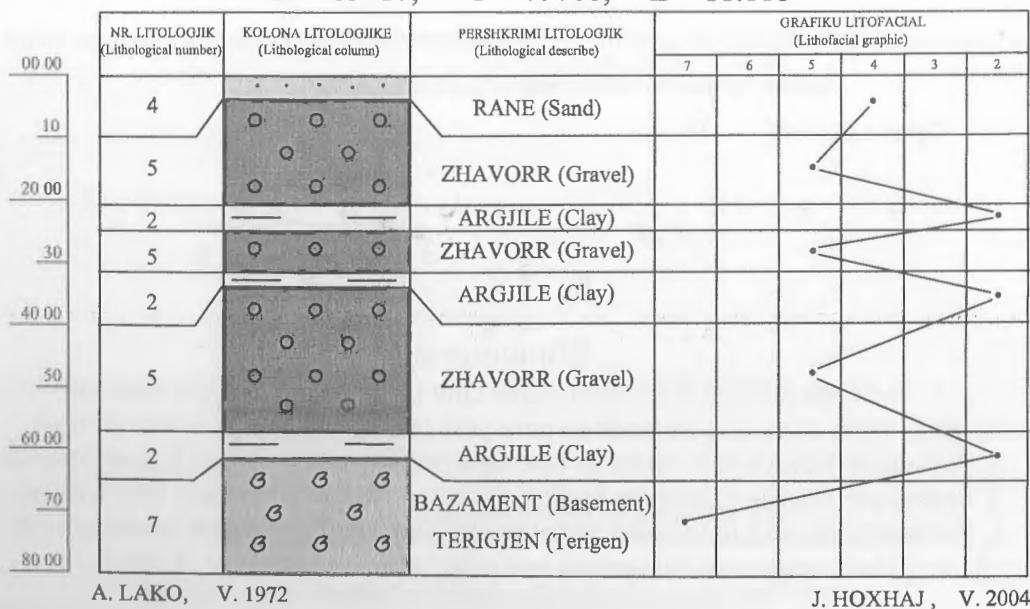 NR. LITOLOGJIK
(Lithological number)
KOLONA LITOLOGJIKE
(Lithological column)
PERSHKRIMI LITOLOGJIK
(Lithological describe)
GRAFIKU LITOFACIAL
(Lithofacial graphic)
7 6 5 4 3 2
00 00
10
20 00
30
40 00
50
60 00
70
80 00
4 RANE (Sand)
5 ZHAVORR (Gravel)
2 ARGJILE (Clay)
5 ZHAVORR (Gravel)
2 ARGJILE (Clay)
5 ZHAVORR (Gravel)
2 ARGJILE (Clay)
7 BAZAMENT (Basement)
TERIGJEN (Terigen)
A. LAKO, V. 1972
J. HOXHAJ, V. 2004